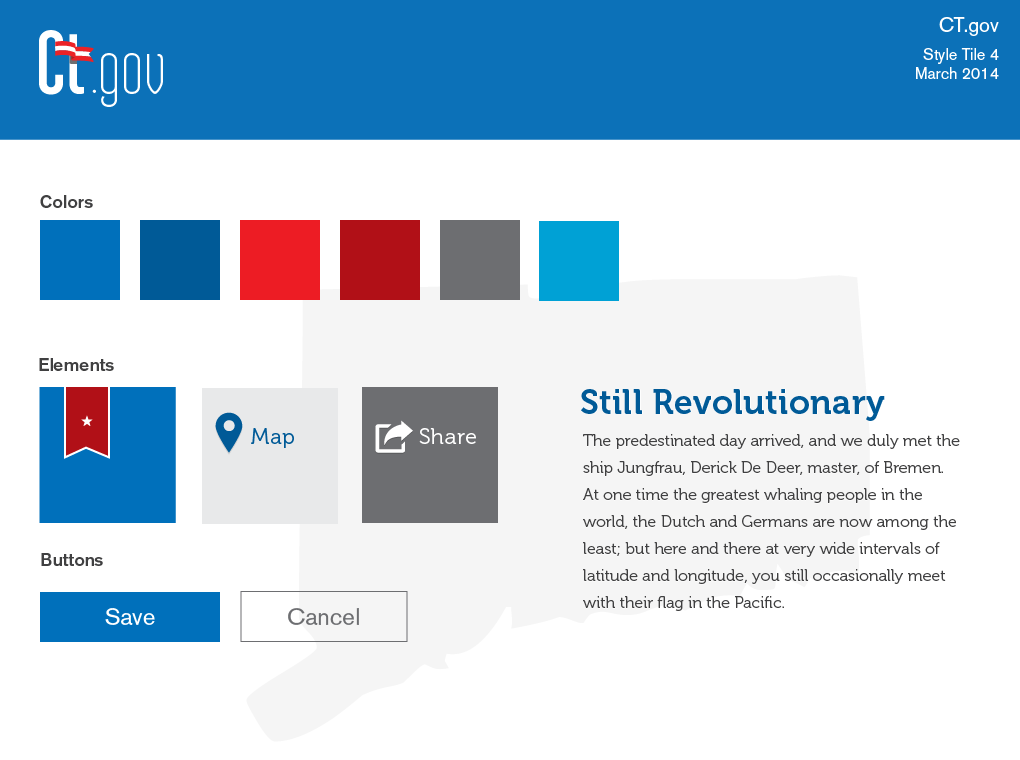 Ct.gov
CT.gov
Style Tile 4
March 2014
Colors
Elements
Map
Share
Still Revolutionary
The predestinated day arrived, and we duly met the
ship Jungfrau, Derick De Deer, master, of Bremen.
At one time the greatest whaling people in the
world, the Dutch and Germans are now among the
least; but here and there at very wide intervals of
latitude and longitude, you still occasionally meet
with their flag in the Pacific.
Buttons
Save
Cancel